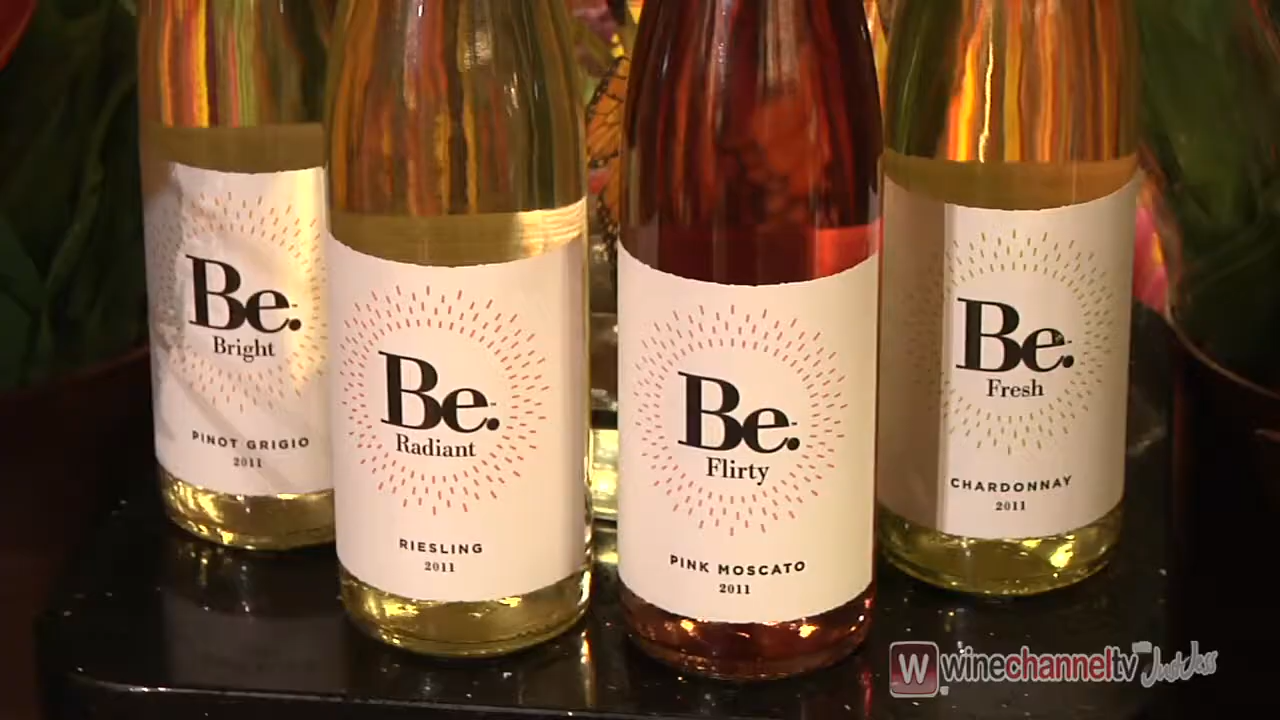 Be.
Bright
PINOT GRIGIO
2011
Be.
Radiant
RIESLING
2011
Be.
Flirty
PINK MOSCATO
2011
Be.
Fresh
CHARDONNAY
2011
W winechanneltv JustJess